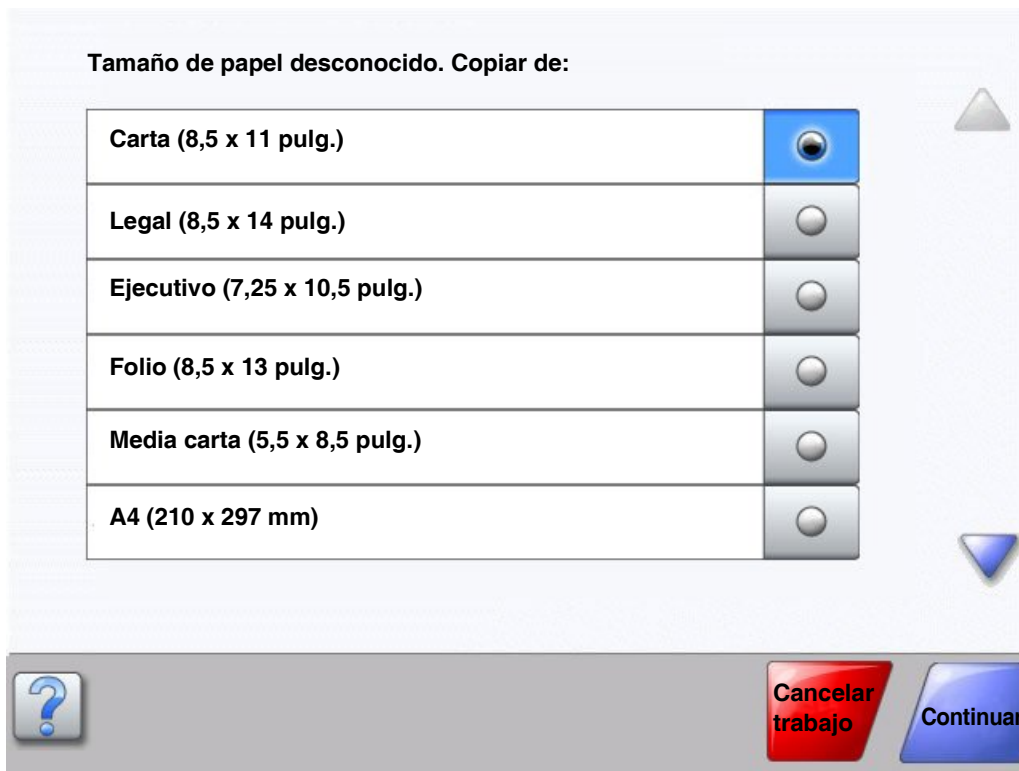 Tamaño de papel desconocido. Copiar de:
Carta (8,5 x 11 pulg.)
Legal (8,5 x 14 pulg.)
Ejecutivo (7,25 x 10,5 pulg.)
Folio (8,5 x 13 pulg.)
Media carta (5,5 x 8,5 pulg.)
A4 (210 x 297 mm)
?
Cancelar
trabajo
Continuar